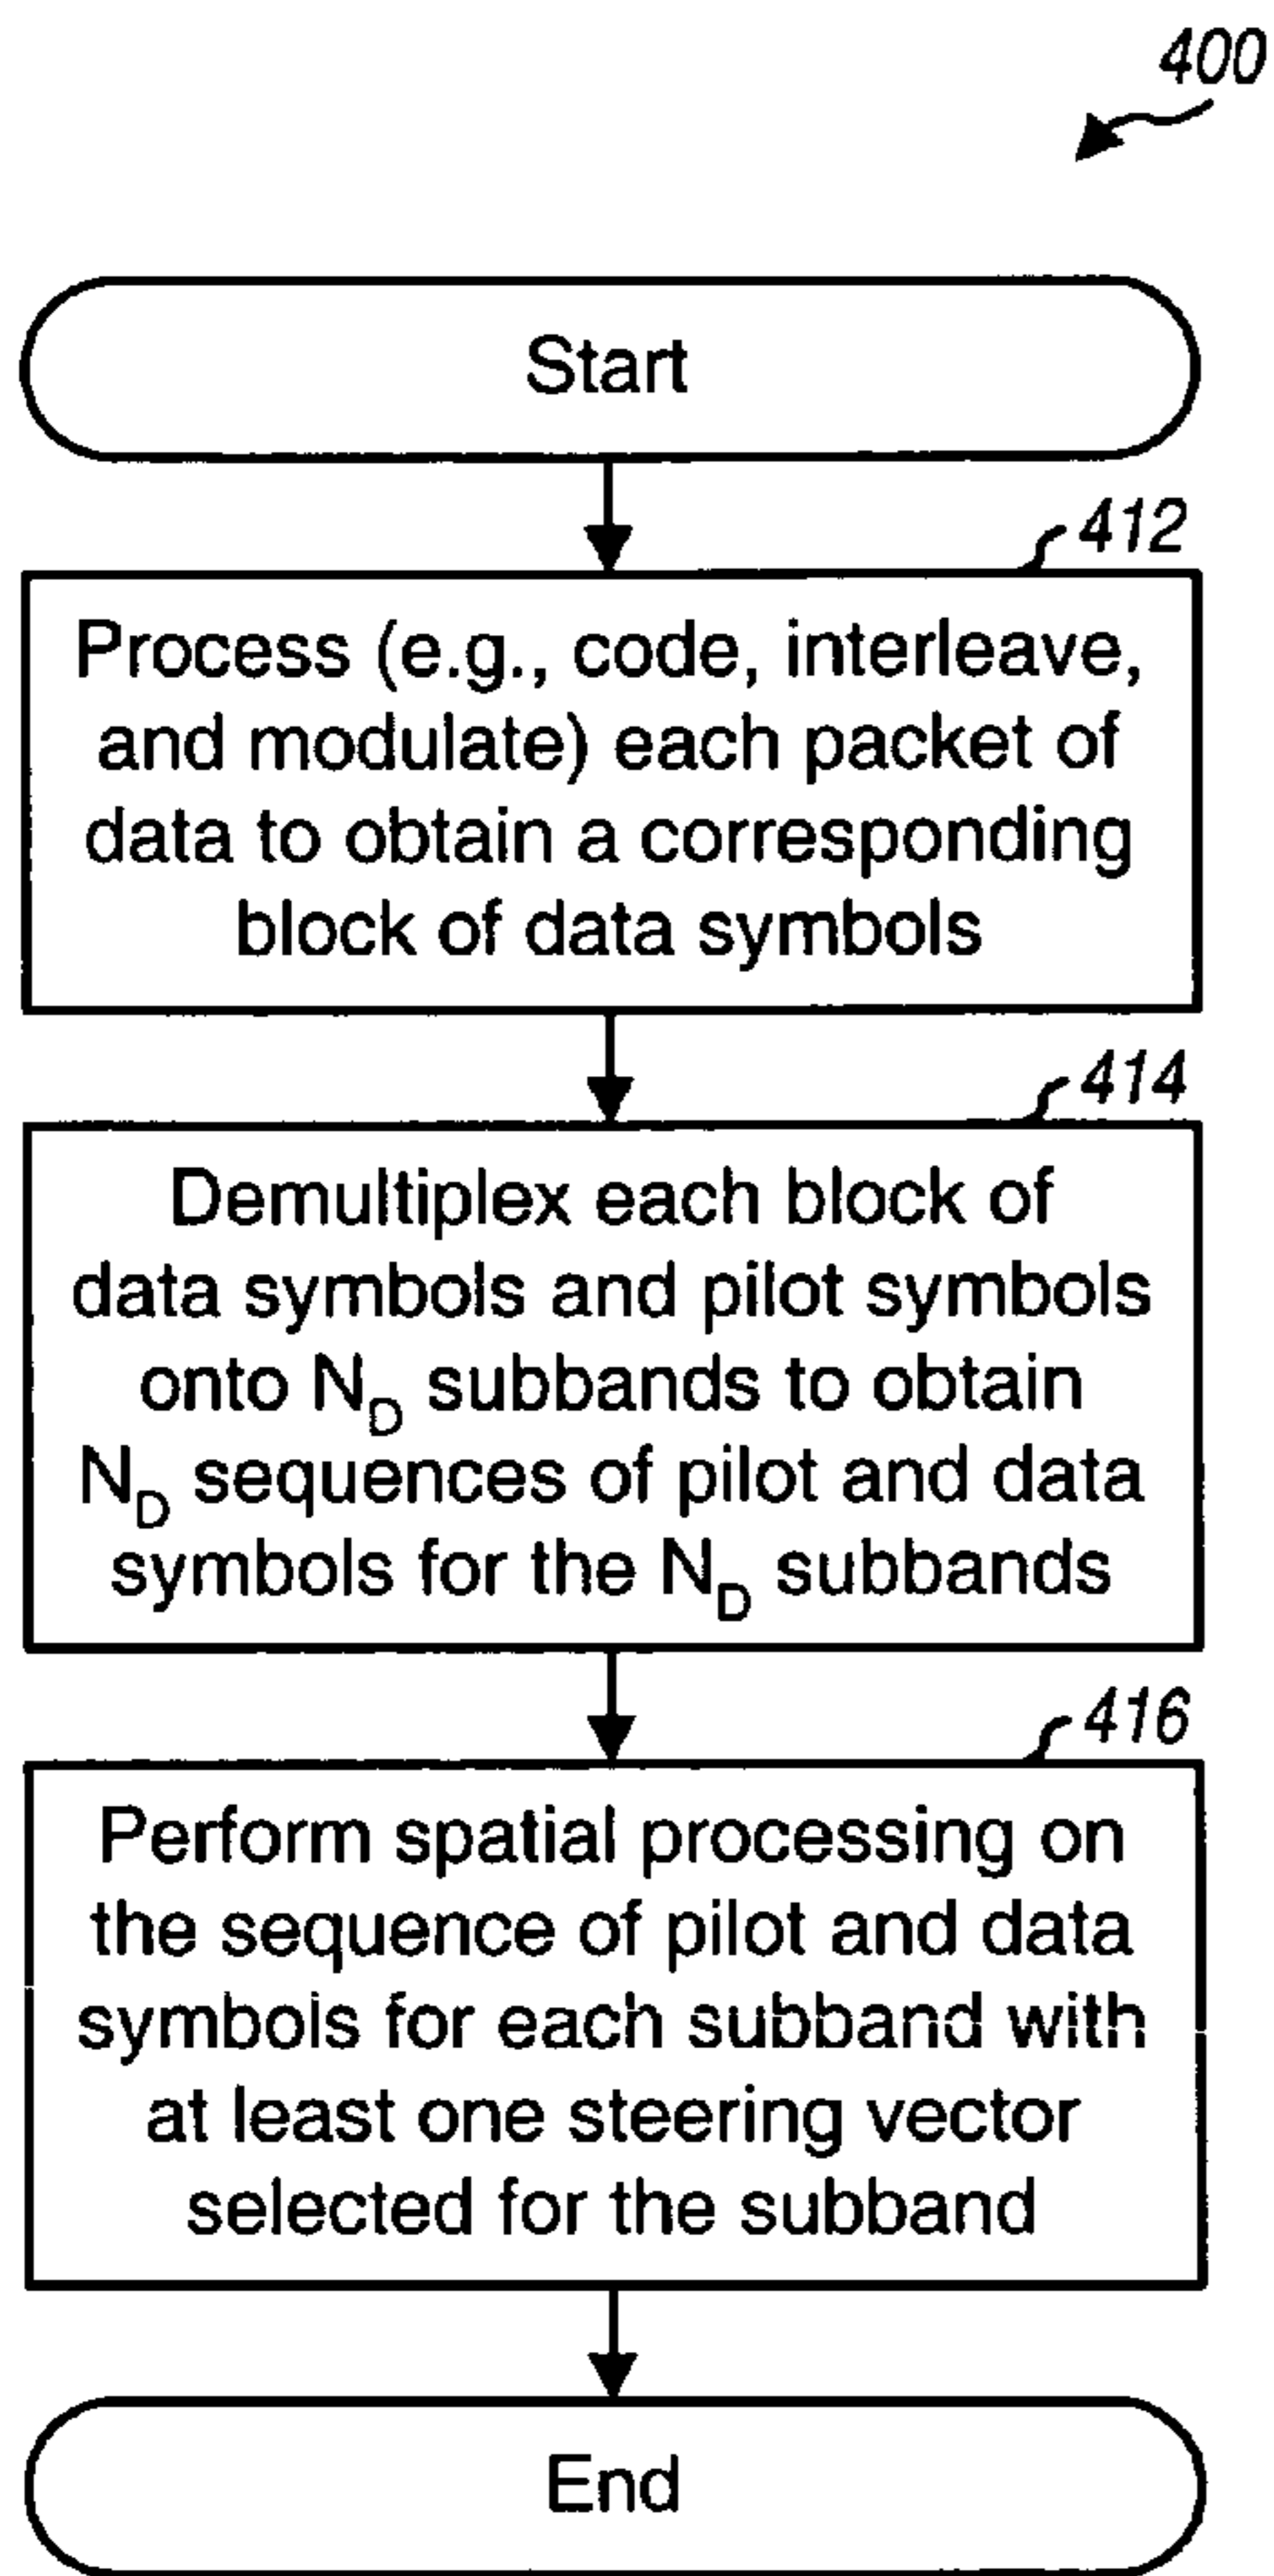 400
Start
412
Process (e.g., code, interleave,
and modulate) each packet of
data to obtain a corresponding
block of data symbols
414
Demultiplex each block of
data symbols and pilot symbols
onto N_D subbands to obtain
N_D sequences of pilot and data
symbols for the N_D subbands
416
Perform spatial processing on
the sequence of pilot and data
symbols for each subband with
at least one steering vector
selected for the subband
End